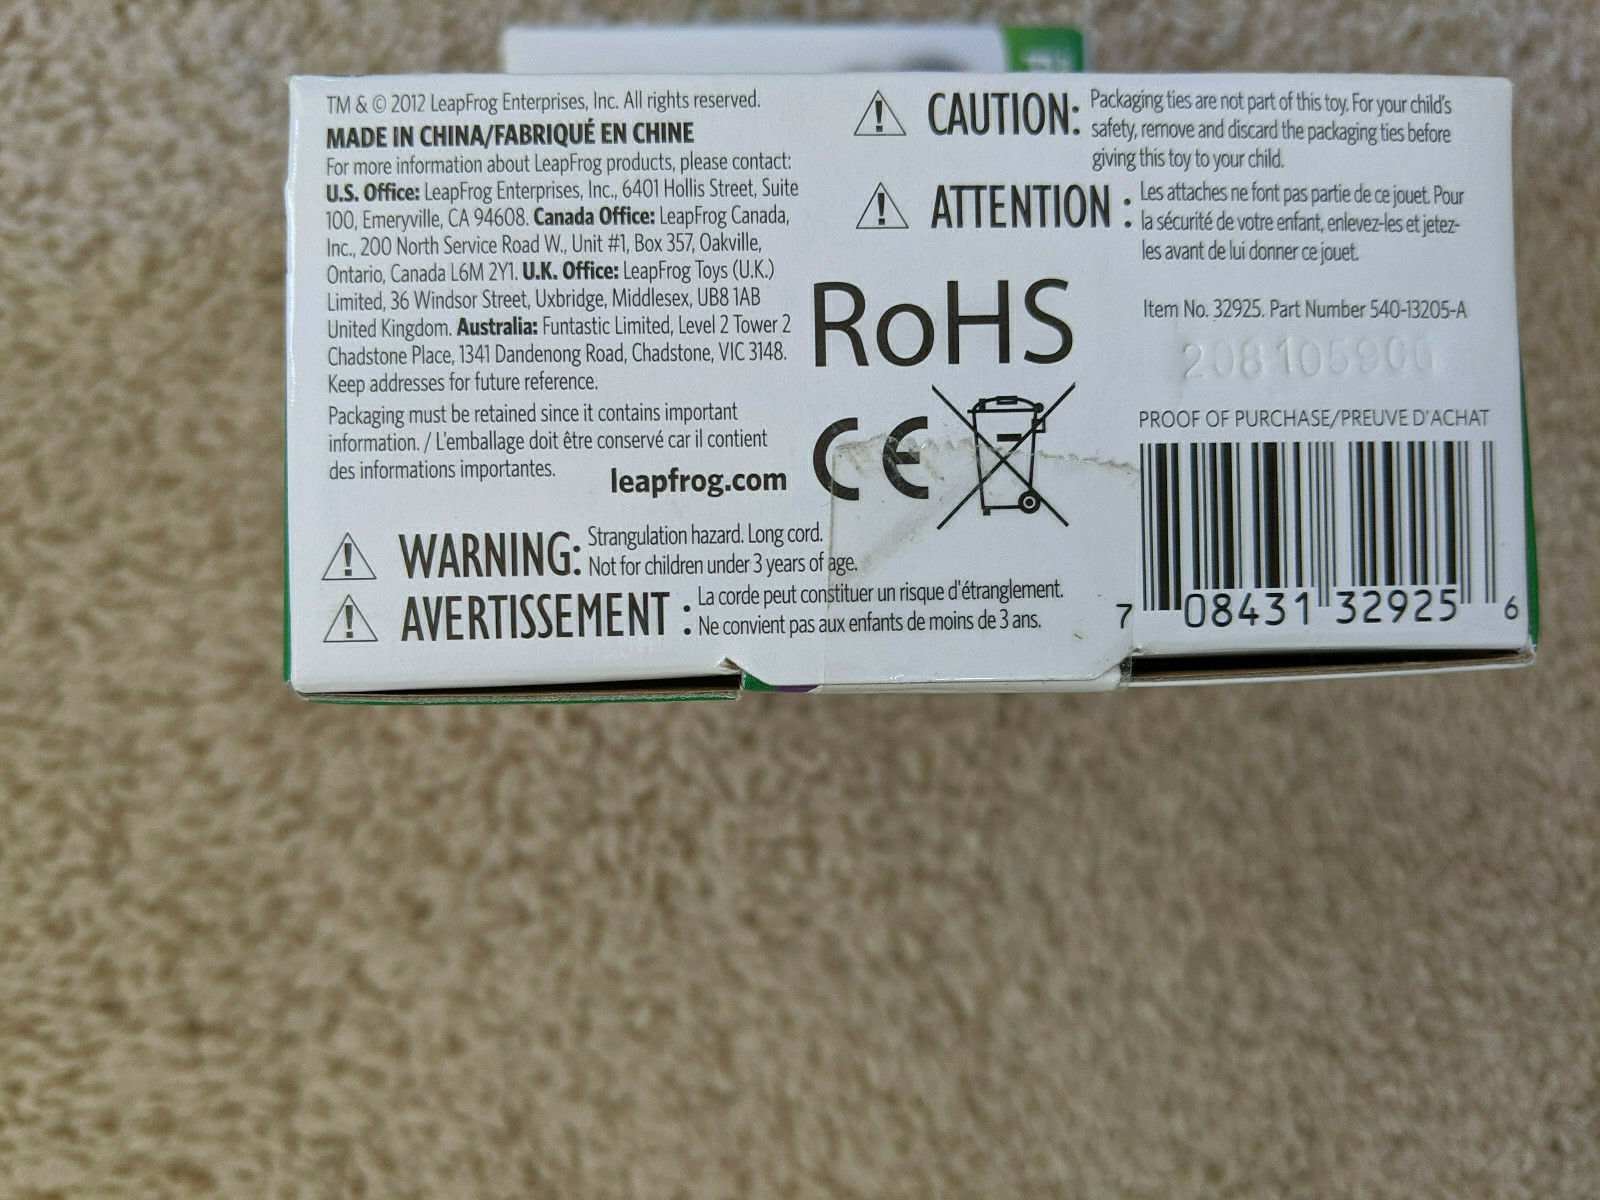 TM & © 2012 LeapFrog Enterprises, Inc. All rights reserved.
MADE IN CHINA/FABRIQUÉ EN CHINE
For more information about LeapFrog products, please contact:
U.S. Office: LeapFrog Enterprises, Inc., 6401 Hollis Street, Suite
100, Emeryville, CA 94608. Canada Office: LeapFrog Canada,
Inc., 200 North Service Road W., Unit #1, Box 357, Oakville,
Ontario, Canada L6M 2Y1. U.K. Office: LeapFrog Toys (U.K.)
Limited, 36 Windsor Street, Uxbridge, Middlesex, UB8 1AB
United Kingdom. Australia: Funtastic Limited, Level 2 Tower 2
Chadstone Place, 1341 Dandenong Road, Chadstone, VIC 3148.
Keep addresses for future reference.
Packaging must be retained since it contains important
information. / L'emballage doit être conservé car il contient
des informations importantes.
leapfrog.com
WARNING: Strangulation hazard. Long cord.
Not for children under 3 years of age.
AVERTISSEMENT : La corde peut constituer un risque d'étranglement.
Ne convient pas aux enfants de moins de 3 ans.
CAUTION: Packaging ties are not part of this toy. For your child's
safety, remove and discard the packaging ties before
giving this toy to your child.
ATTENTION : Les attaches ne font pas partie de ce jouet. Pour
la sécurité de votre enfant, enlevez-les et jetez-
les avant de lui donner ce jouet.
RoHS
CE
Item No. 32925. Part Number 540-13205-A
PROOF OF PURCHASE/PREUVE D'ACHAT
7 08431 32925 6